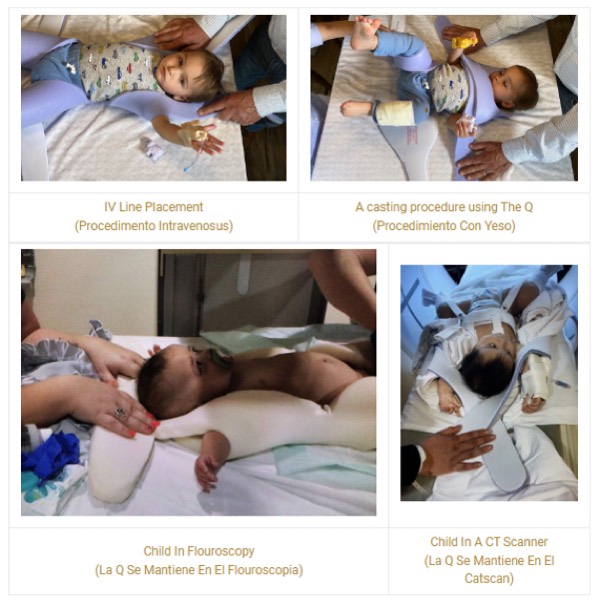 IV Line Placement
(Procedimento Intravenosus)
A casting procedure using The Q
(Procedimiento Con Yeso)
Child In Flouroscopy
(La Q Se Mantiene En El Flouroscopia)
Child In A CT Scanner
(La Q Se Mantiene En El
Catscan)